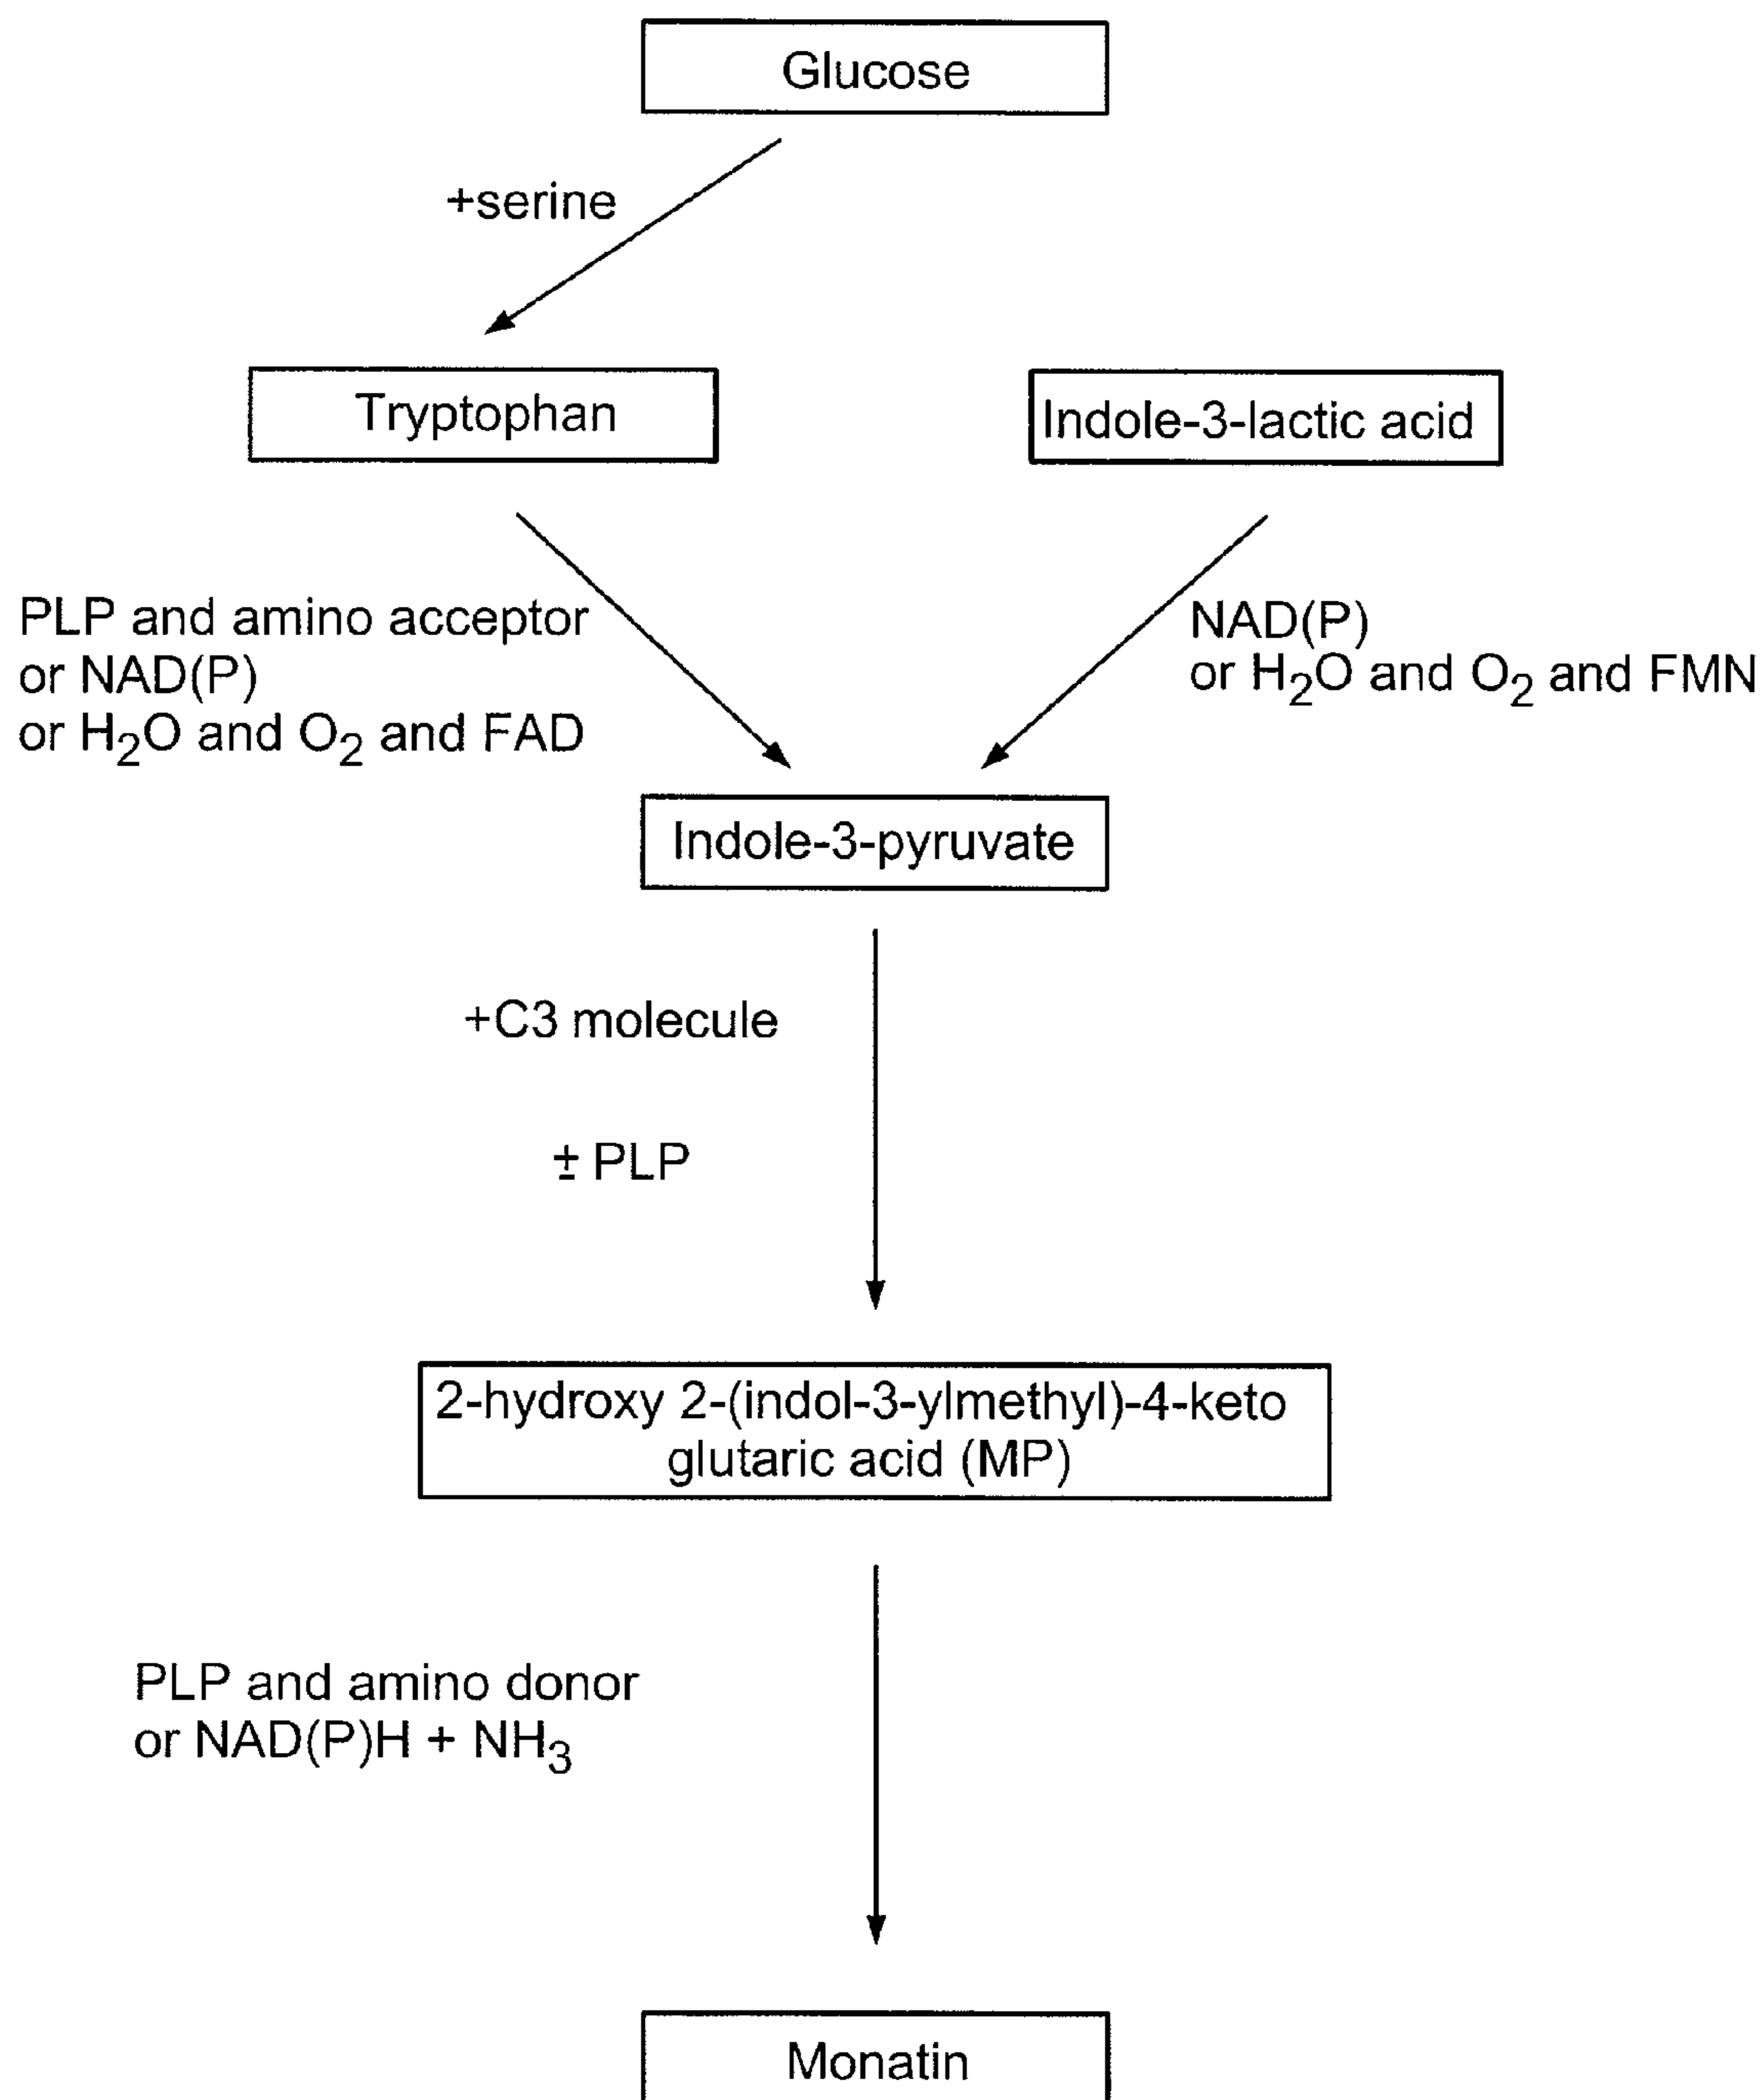 Glucose
+serine
Tryptophan
Indole-3-lactic acid
PLP and amino acceptor
or NAD(P)
or H₂O and O₂ and FAD
NAD(P)
or H₂O and O₂ and FMN
Indole-3-pyruvate
+C3 molecule
± PLP
2-hydroxy 2-(indol-3-ylmethyl)-4-keto
glutaric acid (MP)
PLP and amino donor
or NAD(P)H + NH₃
Monatin